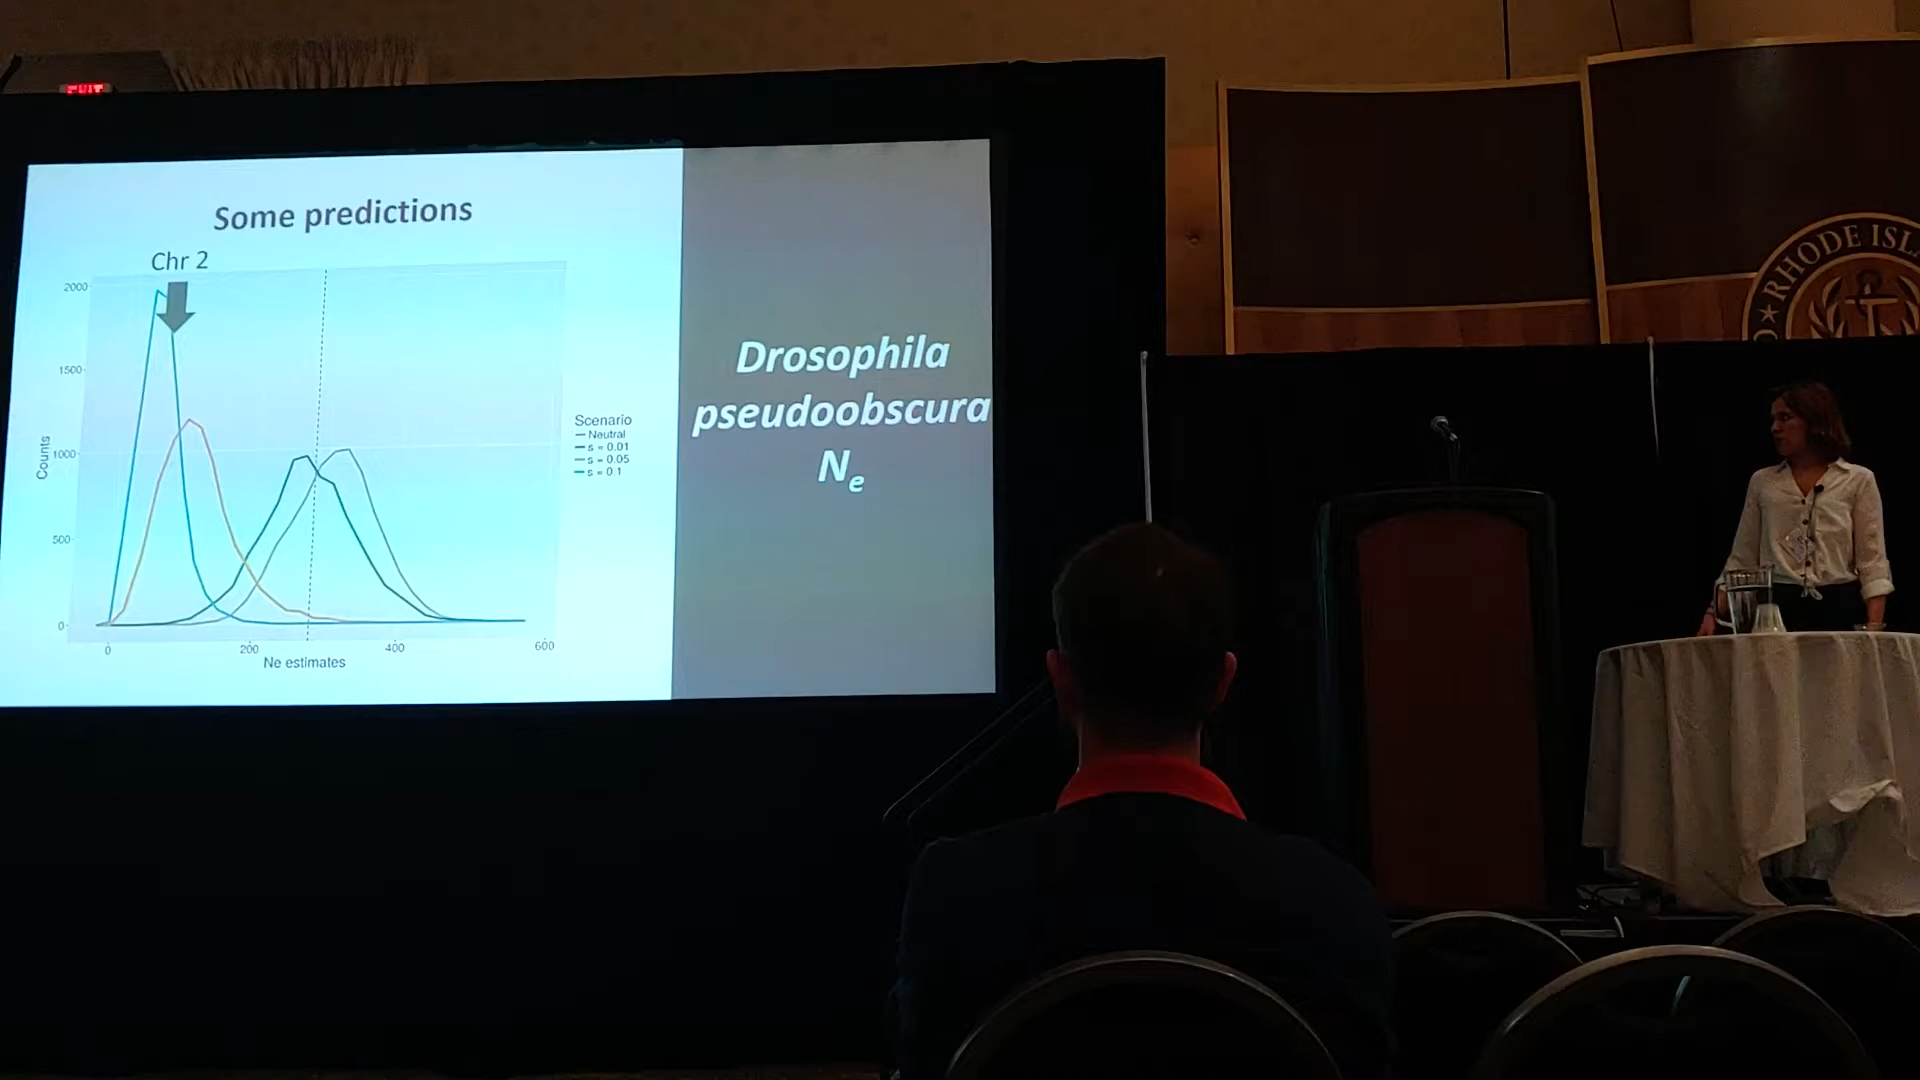 EXIT
Some predictions
Chr 2
2000
1500
1000
500
0
Counts
0
200
400
600
Ne estimates
Scenario
Neutral
s = 0.01
s = 0.05
s = 0.1
Drosophila
pseudoobscura
Ne
RHODE ISL